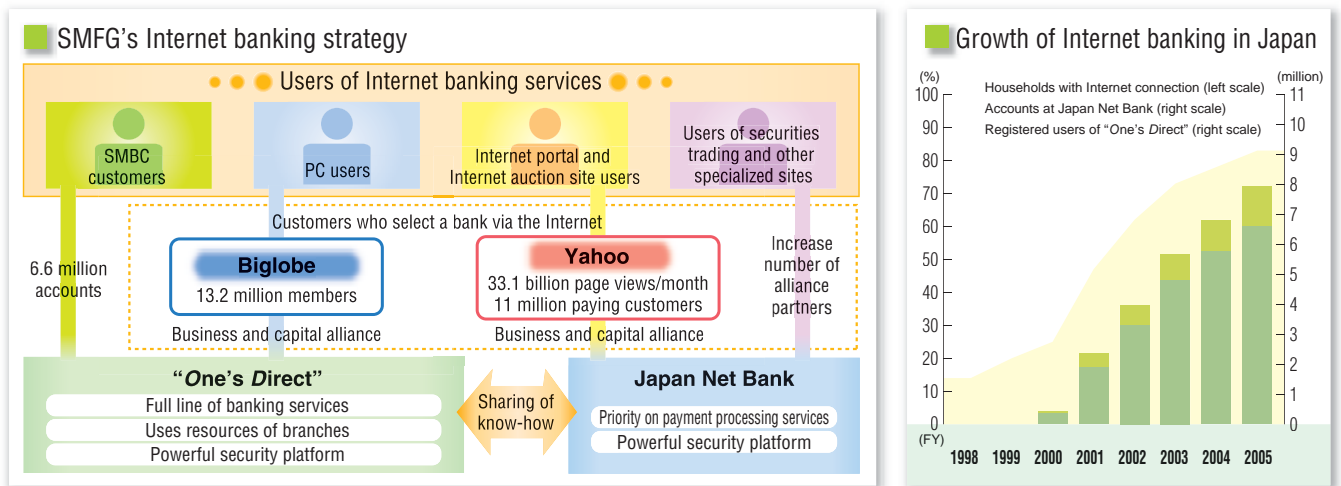 SMFG's Internet banking strategy
Users of Internet banking services
SMBC
customers
PC users
Internet portal and
Internet auction site users
Users of securities
trading and other
specialized sites
Customers who select a bank via the Internet
6.6 million
accounts
Biglobe
13.2 million members
Business and capital alliance
Yahoo
33.1 billion page views/month
11 million paying customers
Business and capital alliance
Increase
number of
alliance
partners
"One's Direct"
Full line of banking services
Uses resources of branches
Powerful security platform
Sharing of
know-how
Japan Net Bank
Priority on payment processing services
Powerful security platform
Growth of Internet banking in Japan
(%)
100
90
80
70
60
50
40
30
20
10
0
(FY)
Households with Internet connection (left scale)
Accounts at Japan Net Bank (right scale)
Registered users of "One's Direct" (right scale)
(million)
11
10
9
8
7
6
5
4
3
2
1
0
1998 1999 2000 2001 2002 2003 2004 2005